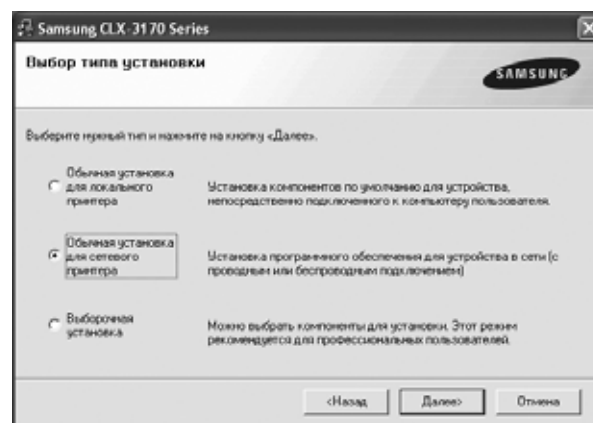 Samsung CLX-3170 Series
Выбор типа установки
SAMSUNG
Выберите нужный тип и нажмите на кнопку «Далее».
Обычная установка
для локального
принтера
Установка компонентов по умолчанию для устройства,
непосредственно подключенного к компьютеру пользователя.
Обычная установка
для сетевого
принтера
Установка программного обеспечения для устройства в сети (с
проводным или беспроводным подключением)
Выборочная
установка
Можно выбрать компоненты для установки. Этот режим
рекомендуется для профессиональных пользователей.
<Назад
Далее>
Отмена